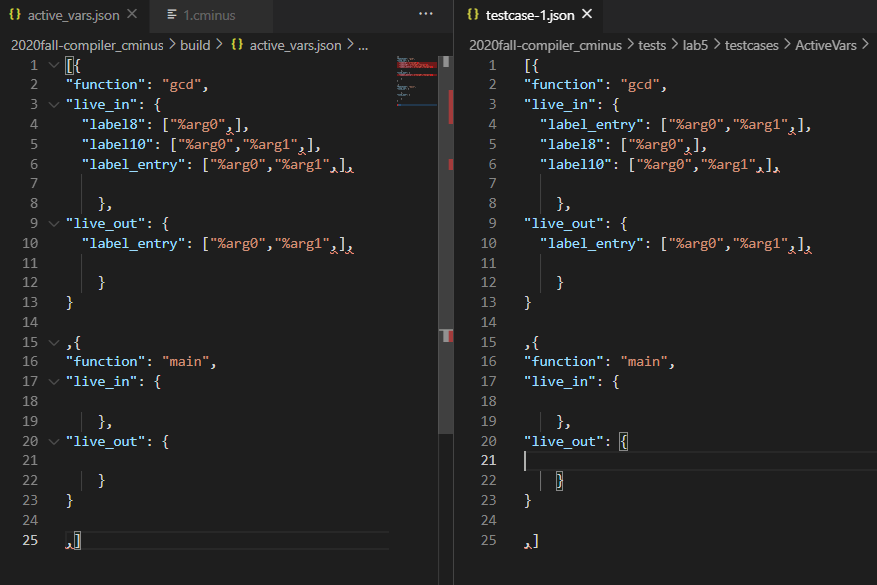 active_vars.json
1.cminus
2020fall-compiler_cminus > build > active_vars.json > ...
1 [{
2 "function": "gcd",
3 "live_in": {
4 "label8": ["%arg0",],
5 "label10": ["%arg0","%arg1",],
6 "label_entry": ["%arg0","%arg1",],
7
8 },
9 "live_out": {
10 "label_entry": ["%arg0","%arg1",],
11
12 }
13 }
14
15 ,{
16 "function": "main",
17 "live_in": {
18
19 },
20 "live_out": {
21
22 }
23 }
24
25 ,]
testcase-1.json
2020fall-compiler_cminus > tests > lab5 > testcases > ActiveVars >
1 [{
2 "function": "gcd",
3 "live_in": {
4 "label_entry": ["%arg0","%arg1",],
5 "label8": ["%arg0",],
6 "label10": ["%arg0","%arg1",],
7
8 },
9 "live_out": {
10 "label_entry": ["%arg0","%arg1",],
11
12 }
13 }
14
15 ,{
16 "function": "main",
17 "live_in": {
18
19 },
20 "live_out": {
21
22 }
23 }
24
25 ,]